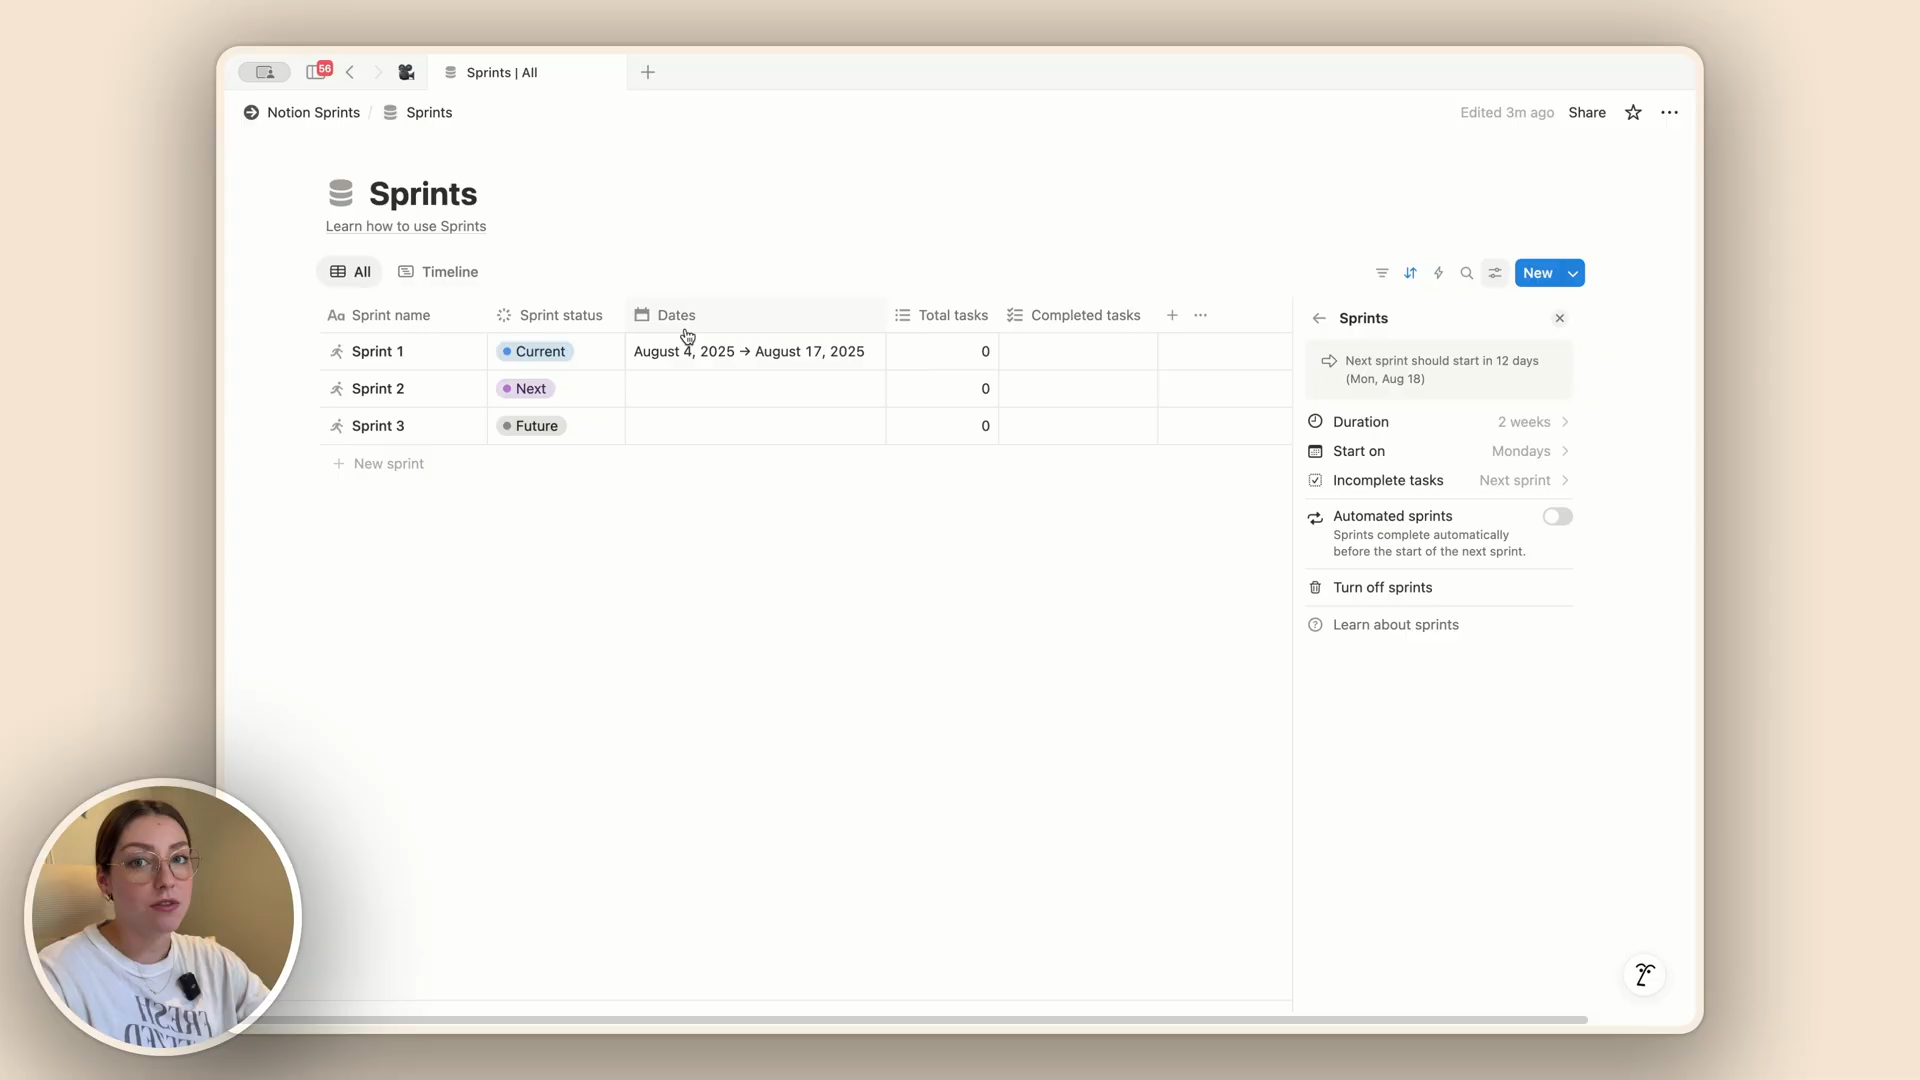 56
Sprints | All
Notion Sprints / Sprints
Edited 3m ago Share
Sprints
Learn how to use Sprints
All Timeline
New
Aa Sprint name Sprint status Dates Total tasks Completed tasks
Sprint 1 Current August 4, 2025 → August 17, 2025 0
Sprint 2 Next 0
Sprint 3 Future 0
New sprint
Sprints
Next sprint should start in 12 days
(Mon, Aug 18)
Duration 2 weeks
Start on Mondays
Incomplete tasks Next sprint
Automated sprints
Sprints complete automatically
before the start of the next sprint.
Turn off sprints
Learn about sprints
FRESH